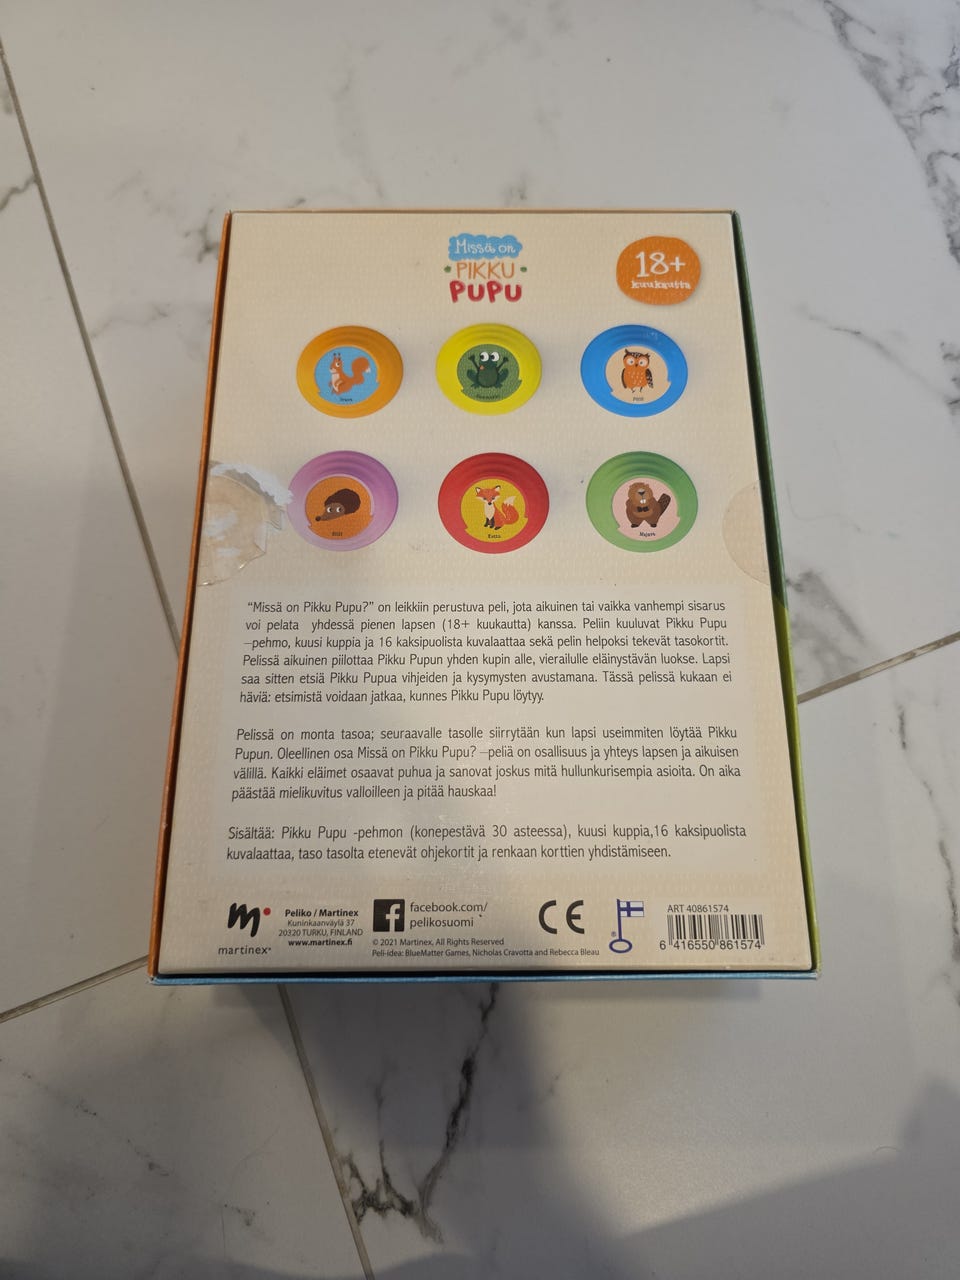 Missä on
PIKKU
PUPU
18+
kuukautta
"Missä on Pikku Pupu?" on leikkiin perustuva peli, jota aikuinen tai vaikka vanhempi sisarus
voi pelata yhdessä pienen lapsen (18+ kuukautta) kanssa. Peliin kuuluvat Pikku Pupu
–pehmo, kuusi kuppia ja 16 kaksipuolista kuvalaattaa sekä pelin helpoksi tekevät tasokortit.
Pelissä aikuinen piilottaa Pikku Pupun yhden kupin alle, vierailulle eläinystävän luokse. Lapsi
saa sitten etsiä Pikku Pupua vihjeiden ja kysymysten avustamana. Tässä pelissä kukaan ei
häviä: etsimistä voidaan jatkaa, kunnes Pikku Pupu löytyy.
Pelissä on monta tasoa; seuraavalle tasolle siirrytään kun lapsi useimmiten löytää Pikku
Pupun. Oleellinen osa Missä on Pikku Pupu? –peliä on osallisuus ja yhteys lapsen ja aikuisen
välillä. Kaikki eläimet osaavat puhua ja sanovat joskus mitä hullunkurisempia asioita. On aika
päästää mielikuvitus valloilleen ja pitää hauskaa!
Sisältää: Pikku Pupu -pehmon (konepestävä 30 asteessa), kuusi kuppia,16 kaksipuolista
kuvalaattaa, taso tasolta etenevät ohjekortit ja renkaan korttien yhdistämiseen.
martinex®
Peliko / Martinex
Kuninkaanväylä 37
20320 TURKU, FINLAND
www.martinex.fi
facebook.com/
pelikosuomi
© 2021 Martinex, All Rights Reserved
Peli-idea: BlueMatter Games, Nicholas Cravotta and Rebecca Bleau
CE
ART 40861574
6 416550 861574